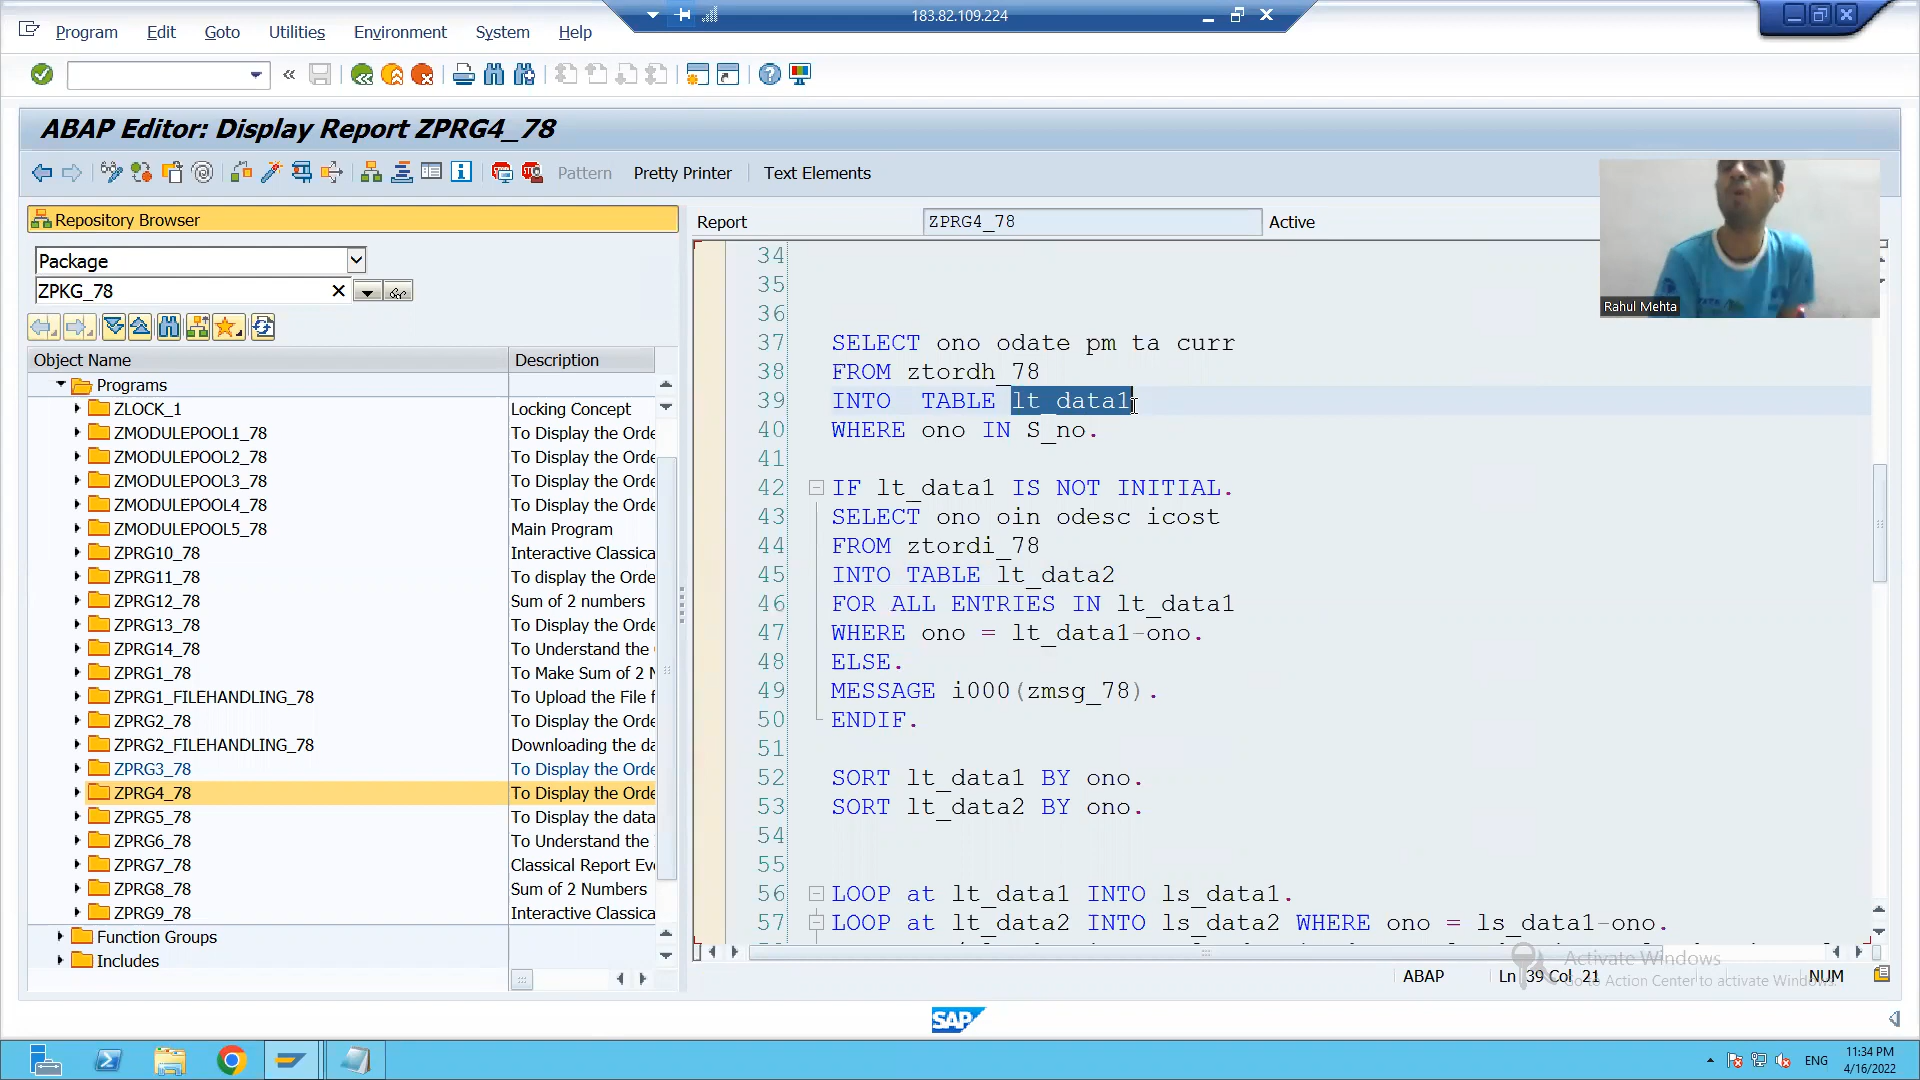 183.82.109.224
Program Edit Goto Utilities Environment System Help
ABAP Editor: Display Report ZPRG4_78
Pattern Pretty Printer Text Elements
Repository Browser
Report ZPRG4_78 Active
Package
ZPKG_78
Object Name Description
Programs
ZLOCK_1 Locking Concept
ZMODULEPOOL1_78 To Display the Orde
ZMODULEPOOL2_78 To Display the Orde
ZMODULEPOOL3_78 To Display the Orde
ZMODULEPOOL4_78 To Display the Orde
ZMODULEPOOL5_78 Main Program
ZPRG10_78 Interactive Classica
ZPRG11_78 To display the Orde
ZPRG12_78 Sum of 2 numbers
ZPRG13_78 To Display the Orde
ZPRG14_78 To Understand the
ZPRG1_78 To Make Sum of 2 N
ZPRG1_FILEHANDLING_78 To Upload the File f
ZPRG2_78 To Display the Orde
ZPRG2_FILEHANDLING_78 Downloading the da
ZPRG3_78 To Display the Orde
ZPRG4_78 To Display the Orde
ZPRG5_78 To Display the data
ZPRG6_78 To Understand the
ZPRG7_78 Classical Report Eve
ZPRG8_78 Sum of 2 Numbers
ZPRG9_78 Interactive Classica
Function Groups
Includes
34
35
36
37 SELECT ono odate pm ta curr
38 FROM ztordh_78
39 INTO TABLE lt_data1
40 WHERE ono IN S_no.
41
42 IF lt_data1 IS NOT INITIAL.
43 SELECT ono oin odesc icost
44 FROM ztordi_78
45 INTO TABLE lt_data2
46 FOR ALL ENTRIES IN lt_data1
47 WHERE ono = lt_data1-ono.
48 ELSE.
49 MESSAGE i000(zmsg_78).
50 ENDIF.
51
52 SORT lt_data1 BY ono.
53 SORT lt_data2 BY ono.
54
55
56 LOOP at lt_data1 INTO ls_data1.
57 LOOP at lt_data2 INTO ls_data2 WHERE ono = ls_data1-ono.
Rahul Mehta
Activate Windows
Go to Action Center to activate Windows.
ABAP Ln 39 Col 21 NUM
SAP
ENG
11:34 PM
4/16/2022